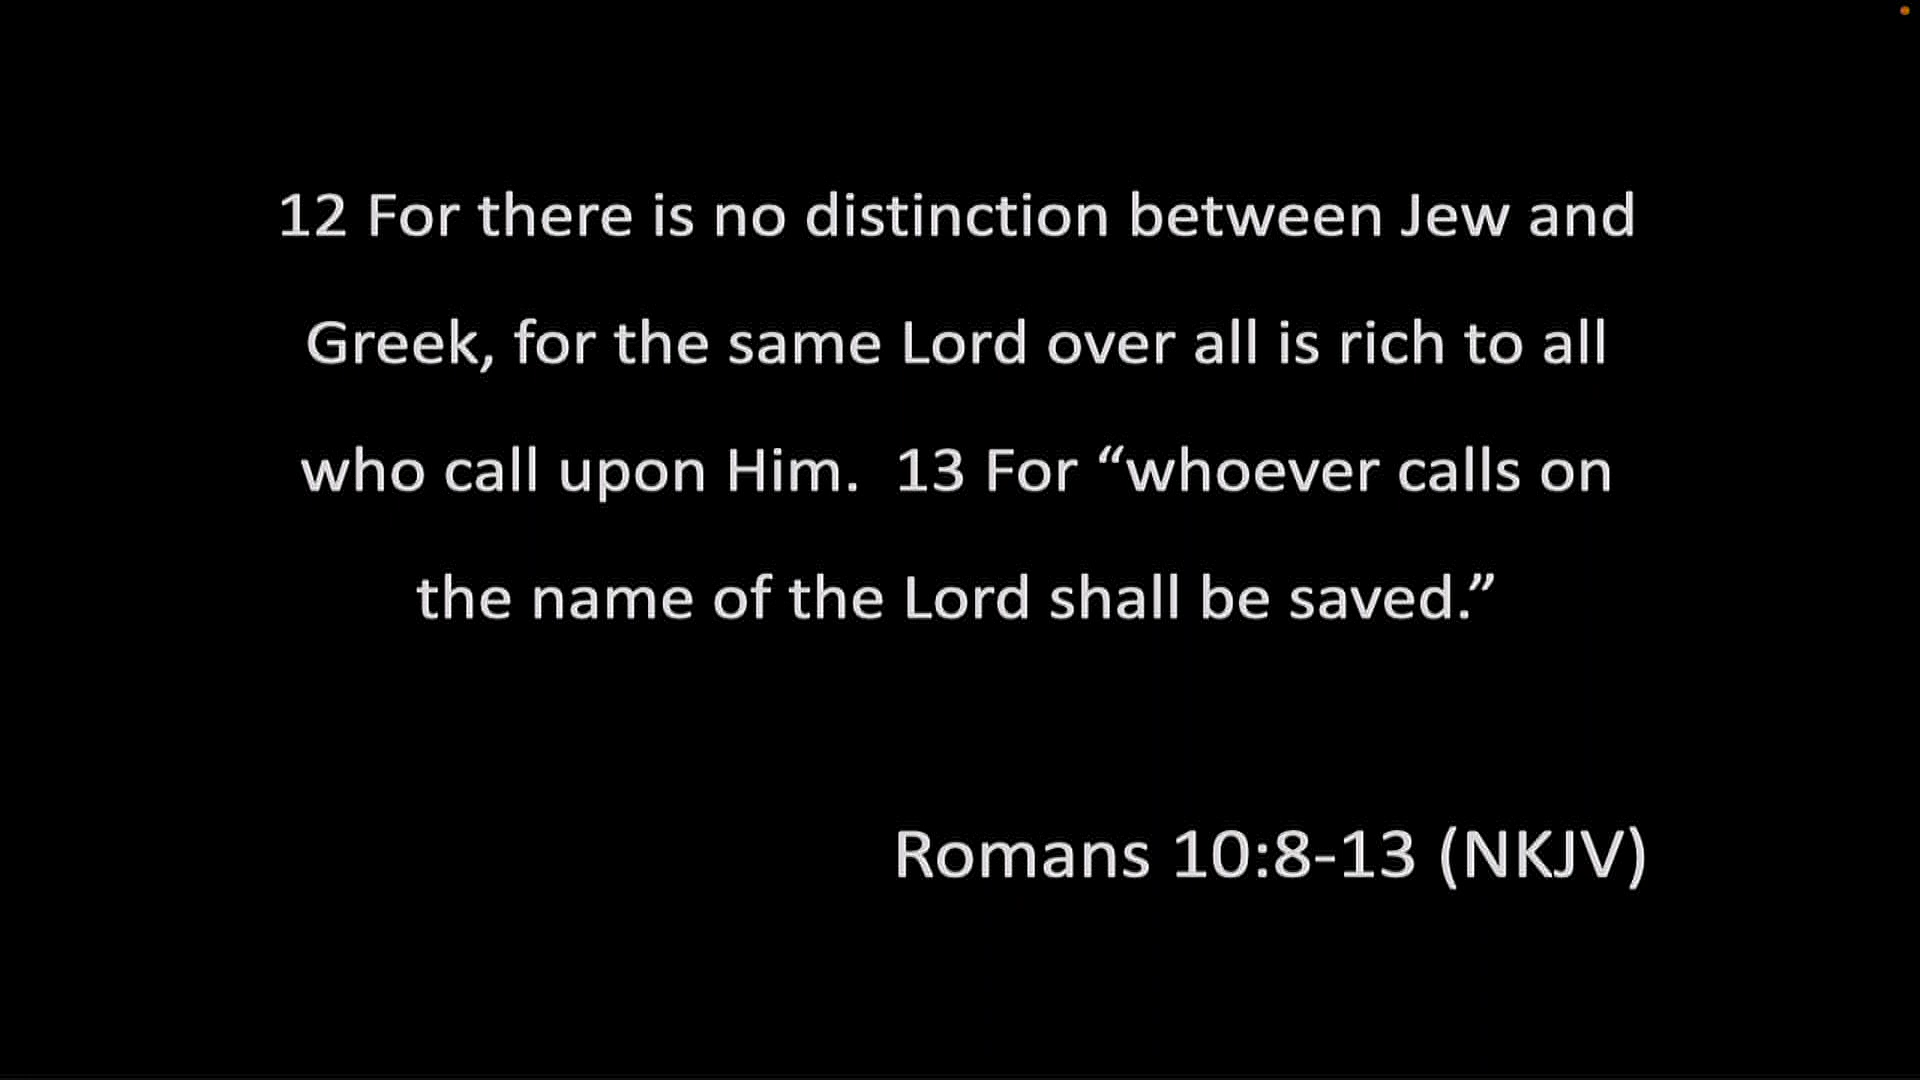 12 For there is no distinction between Jew and
Greek, for the same Lord over all is rich to all
who call upon Him.  13 For “whoever calls on
the name of the Lord shall be saved.”
Romans 10:8-13 (NKJV)